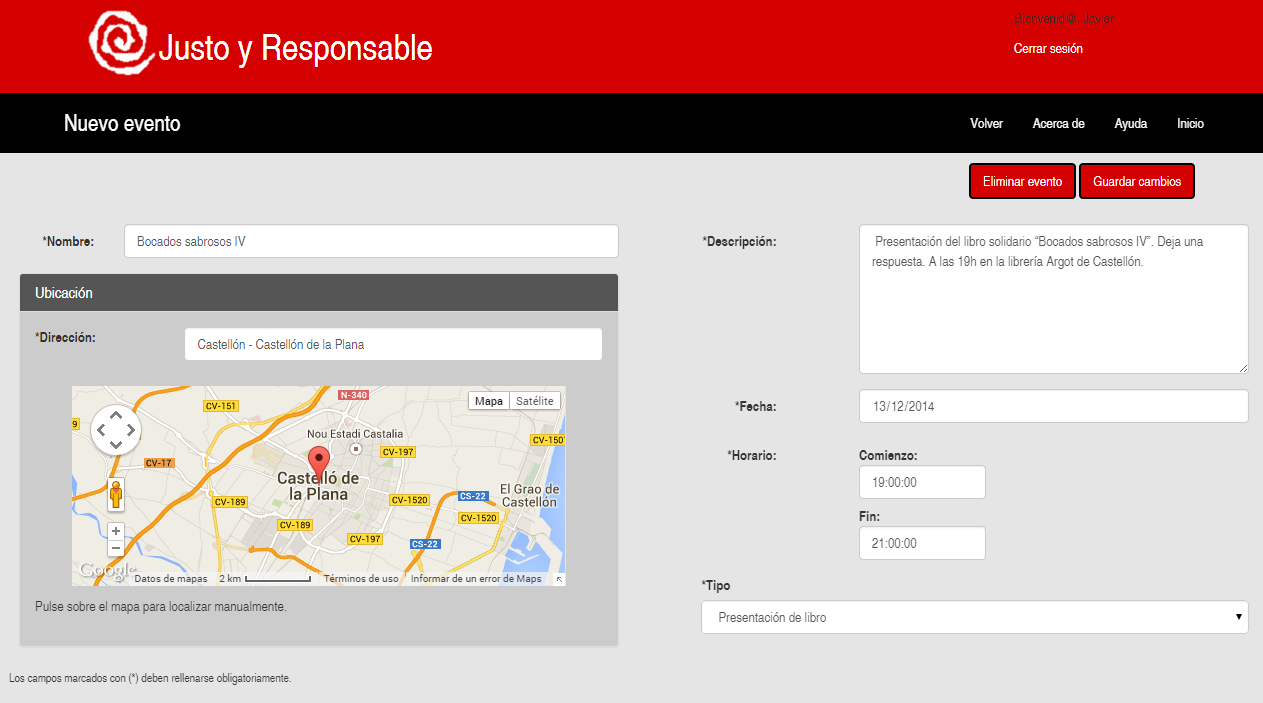 Justo y Responsable
Bienvenid@, Javier
Cerrar sesión
Nuevo evento
Volver Acerca de Ayuda Inicio
Eliminar evento Guardar cambios
*Nombre: Bocados sabrosos IV
Ubicación
*Dirección: Castellón - Castellón de la Plana
N-340
CV-151
Mapa Satélite
9
Nou Estadi Castalia
CV-150
CV-197
CV-17
Castelló de
la Plana
El Grao de
Castellón
CV-189
CV-1520
CS-22
CV-1520
CV-189
CV-197
CS-22
Google
Datos de mapas 2 km Términos de uso Informar de un error de Maps
Pulse sobre el mapa para localizar manualmente.
*Descripción:
Presentación del libro solidario “Bocados sabrosos IV”. Deja una
respuesta. A las 19h en la librería Argot de Castellón.
*Fecha: 13/12/2014
*Horario: Comienzo:
19:00:00
Fin:
21:00:00
*Tipo
Presentación de libro
Los campos marcados con (*) deben rellenarse obligatoriamente.